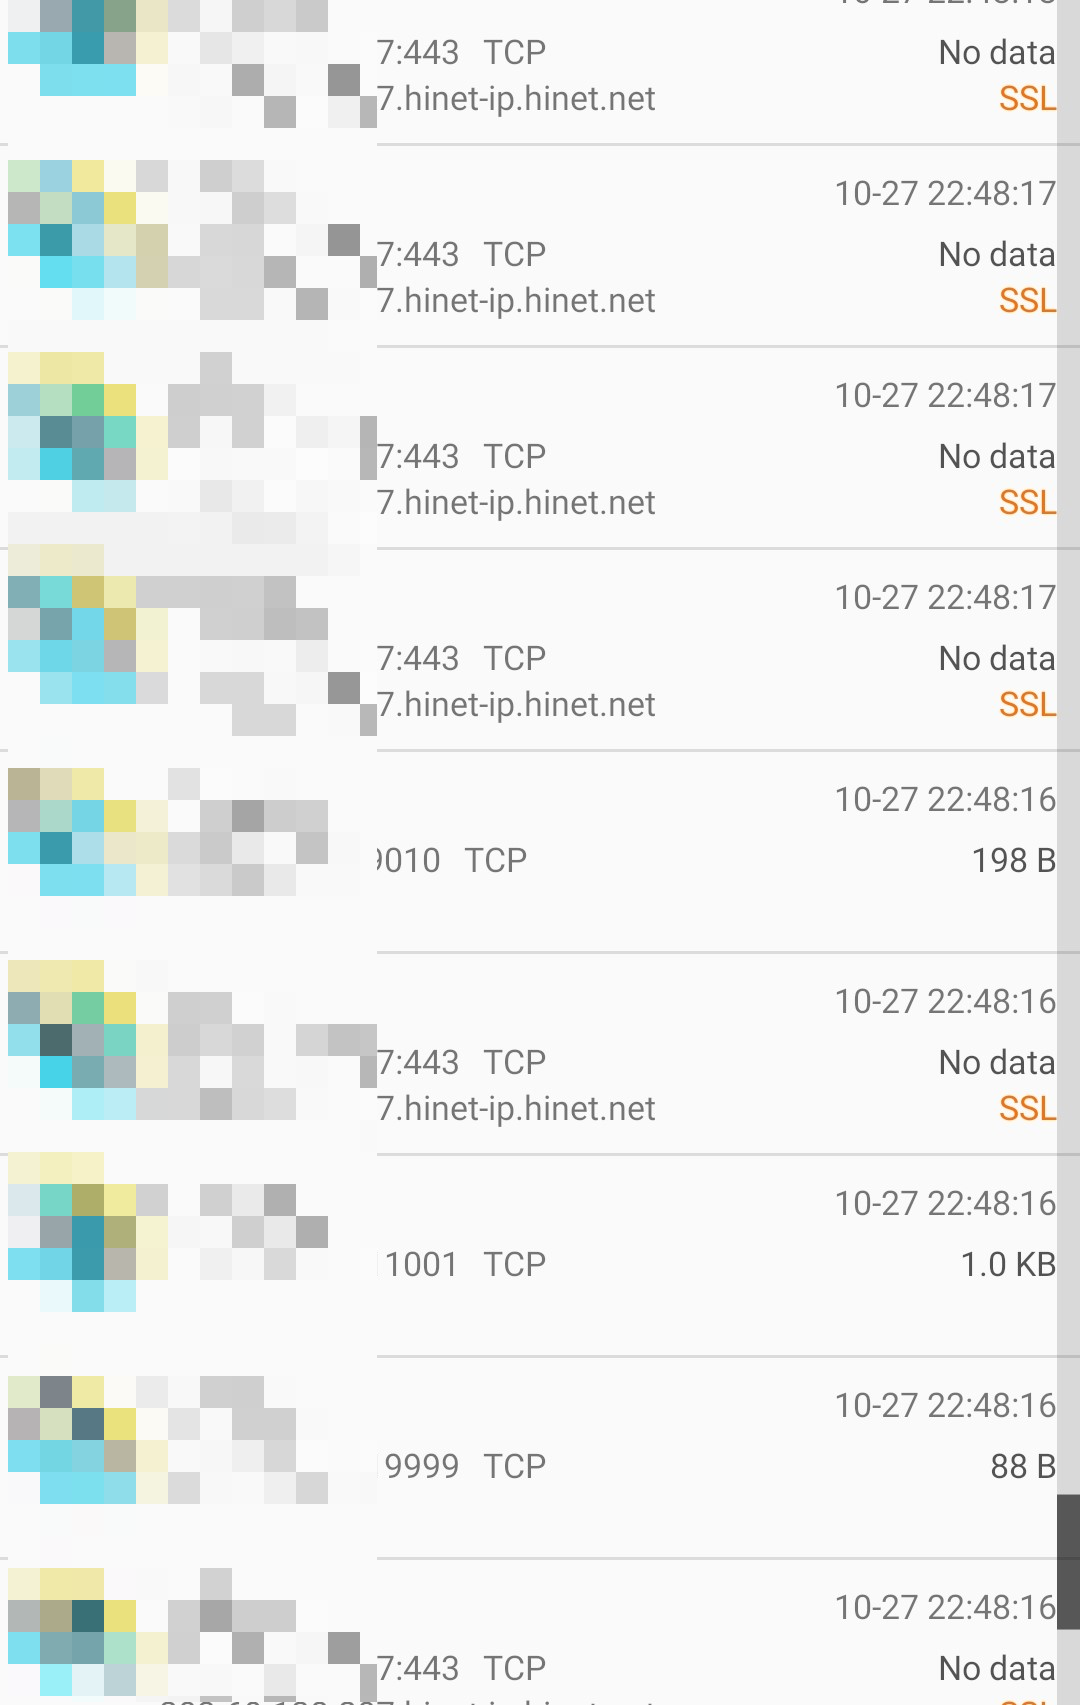 7:443 TCP No data
7.hinet-ip.hinet.net SSL
10-27 22:48:17
7:443 TCP No data
7.hinet-ip.hinet.net SSL
10-27 22:48:17
7:443 TCP No data
7.hinet-ip.hinet.net SSL
10-27 22:48:17
7:443 TCP No data
7.hinet-ip.hinet.net SSL
10-27 22:48:16
9010 TCP 198 B
10-27 22:48:16
7:443 TCP No data
7.hinet-ip.hinet.net SSL
10-27 22:48:16
1001 TCP 1.0 KB
10-27 22:48:16
9999 TCP 88 B
10-27 22:48:16
7:443 TCP No data